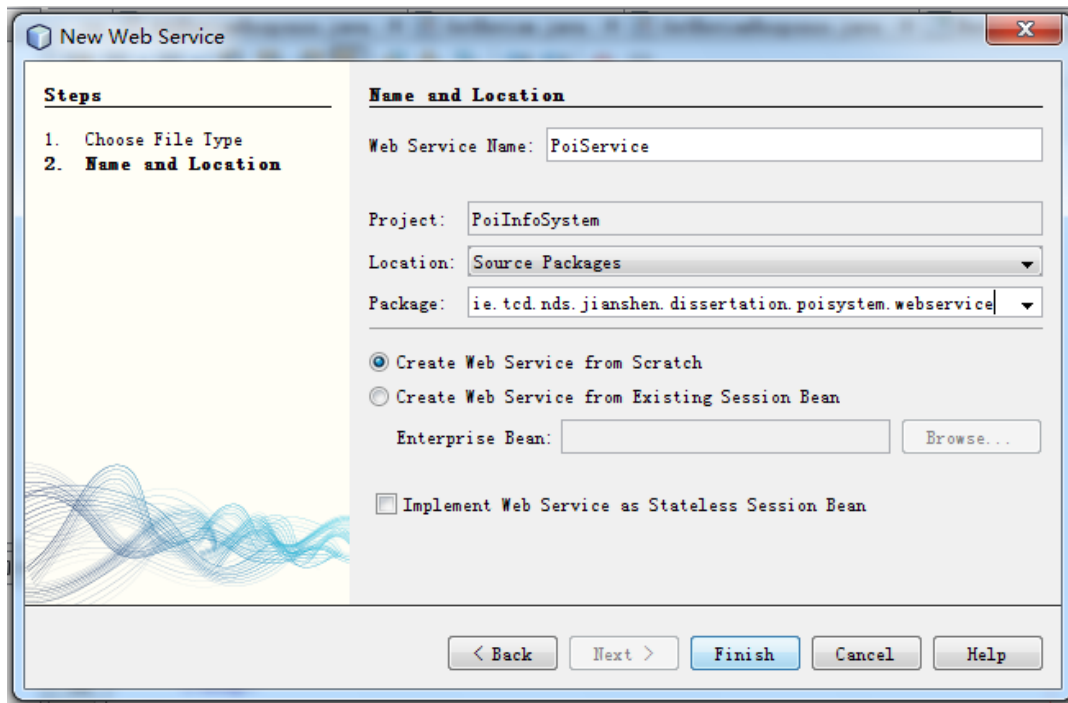 New Web Service
Steps
1. Choose File Type
2. Name and Location
Name and Location
Web Service Name: PoiService
Project: PoiInfoSystem
Location: Source Packages
Package: ie.tcd.nds.jianshen.dissertation.poisystem.webservice
Create Web Service from Scratch
Create Web Service from Existing Session Bean
Enterprise Bean: Browse...
Implement Web Service as Stateless Session Bean
< Back Next > Finish Cancel Help